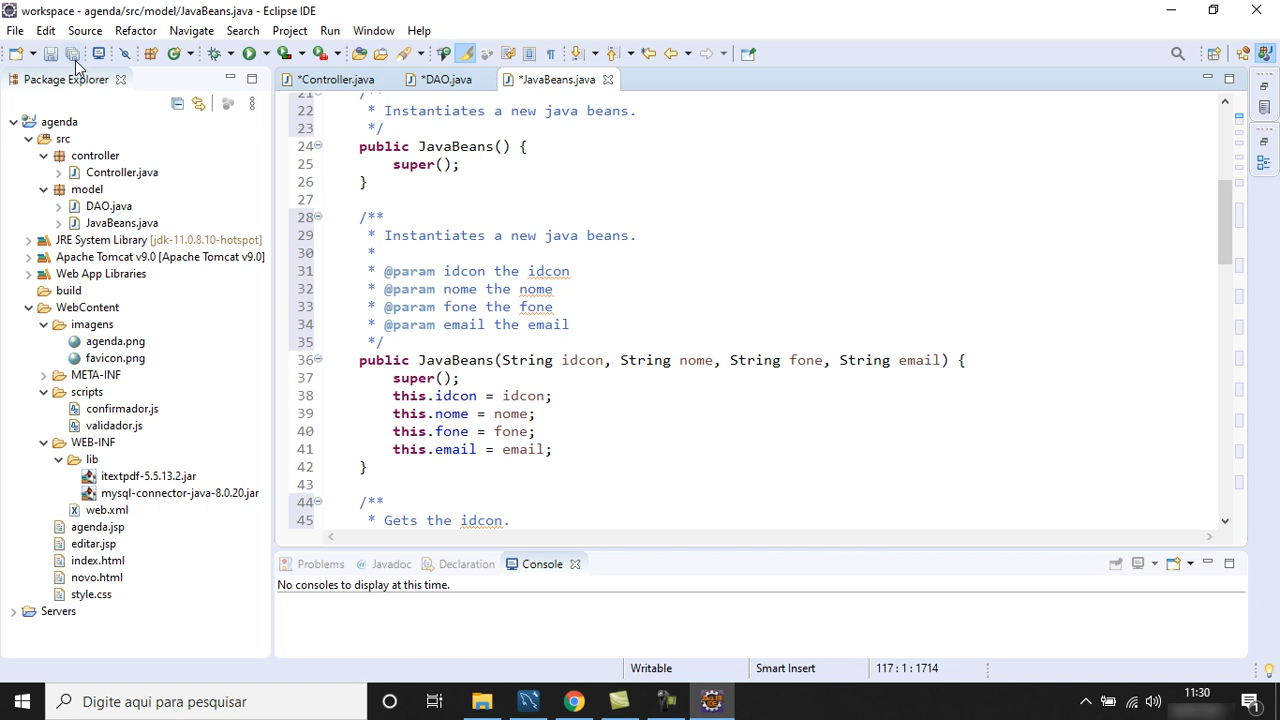 workspace - agenda/src/model/JavaBeans.java - Eclipse IDE
File Edit Source Refactor Navigate Search Project Run Window Help
Package Explorer
*Controller.java *DAO.java *JavaBeans.java
agenda
src
controller
Controller.java
model
DAO.java
JavaBeans.java
JRE System Library [jdk-11.0.8.10-hotspot]
Apache Tomcat v9.0 [Apache Tomcat v9.0]
Web App Libraries
build
WebContent
imagens
agenda.png
favicon.png
META-INF
scripts
confirmador.js
validador.js
WEB-INF
lib
itextpdf-5.5.13.2.jar
mysql-connector-java-8.0.20.jar
web.xml
agenda.jsp
editar.jsp
index.html
novo.html
style.css
Servers
21 /**
22 * Instantiates a new java beans.
23 */
24 public JavaBeans() {
25 super();
26 }
27
28 /**
29 * Instantiates a new java beans.
30 *
31 * @param idcon the idcon
32 * @param nome the nome
33 * @param fone the fone
34 * @param email the email
35 */
36 public JavaBeans(String idcon, String nome, String fone, String email) {
37 super();
38 this.idcon = idcon;
39 this.nome = nome;
40 this.fone = fone;
41 this.email = email;
42 }
43
44 /**
45 * Gets the idcon.
Problems Javadoc Declaration Console
No consoles to display at this time.
Writable Smart Insert 117 : 1 : 1714
Digite aqui para pesquisar
11:30
1